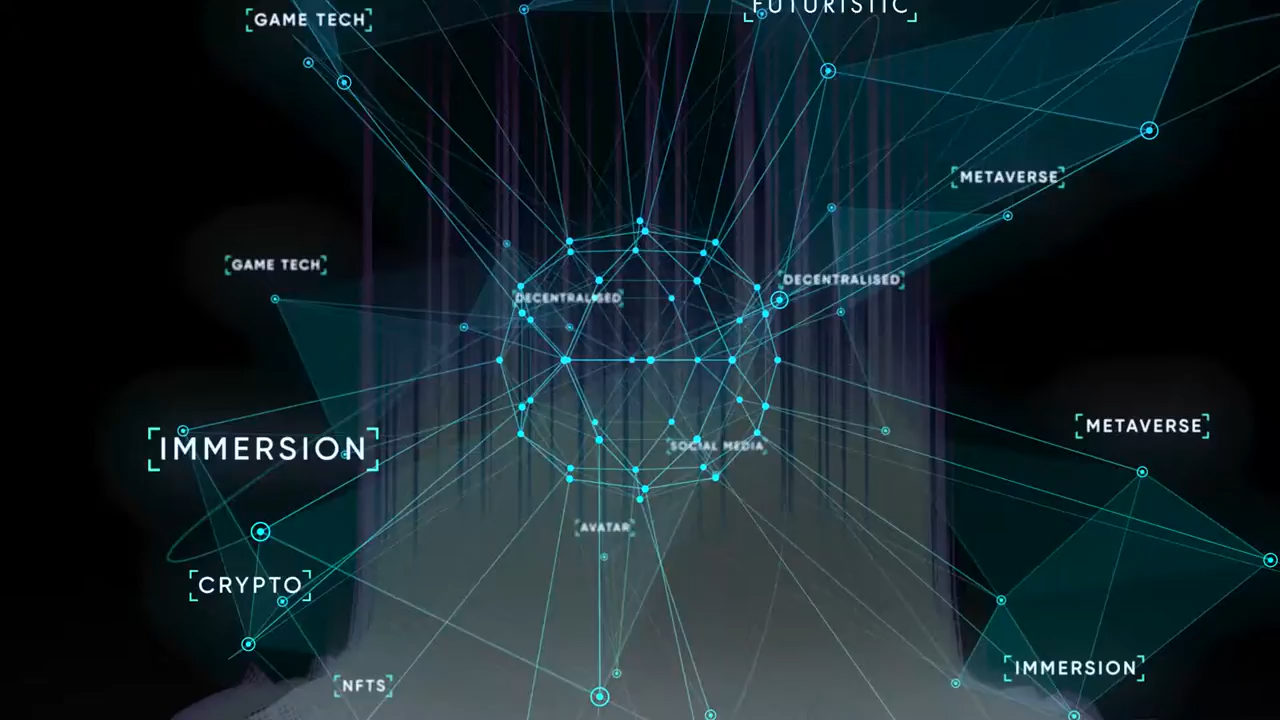 FUTURISTIC
GAME TECH
METAVERSE
GAME TECH
DECENTRALISED
DECENTRALISED
METAVERSE
IMMERSION
SOCIAL MEDIA
AVATAR
CRYPTO
IMMERSION
NFTS